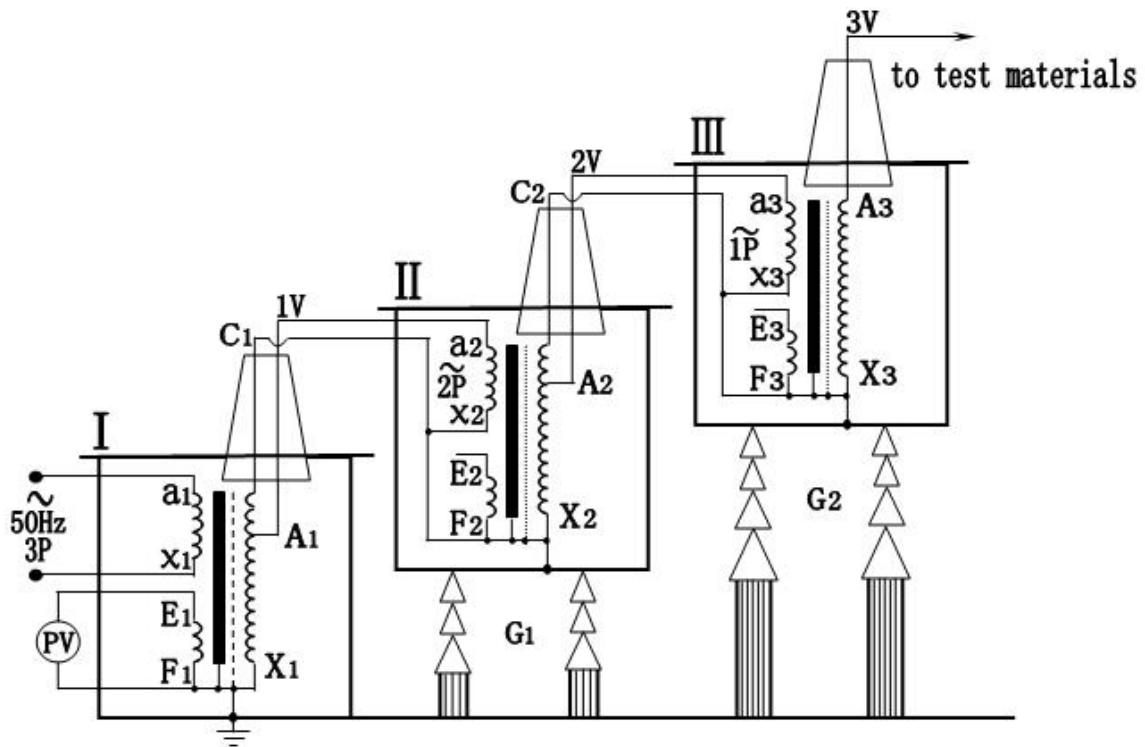 3V
to test materials
III
2V
C2
a3
A3
1P
~
x3
II
1V
E3
C1
a2
F3
X3
2P
~
A2
x2
I
E2
G2
a1
X2
~
F2
50Hz
A1
3P
x1
E1
G1
PV
F1
X1